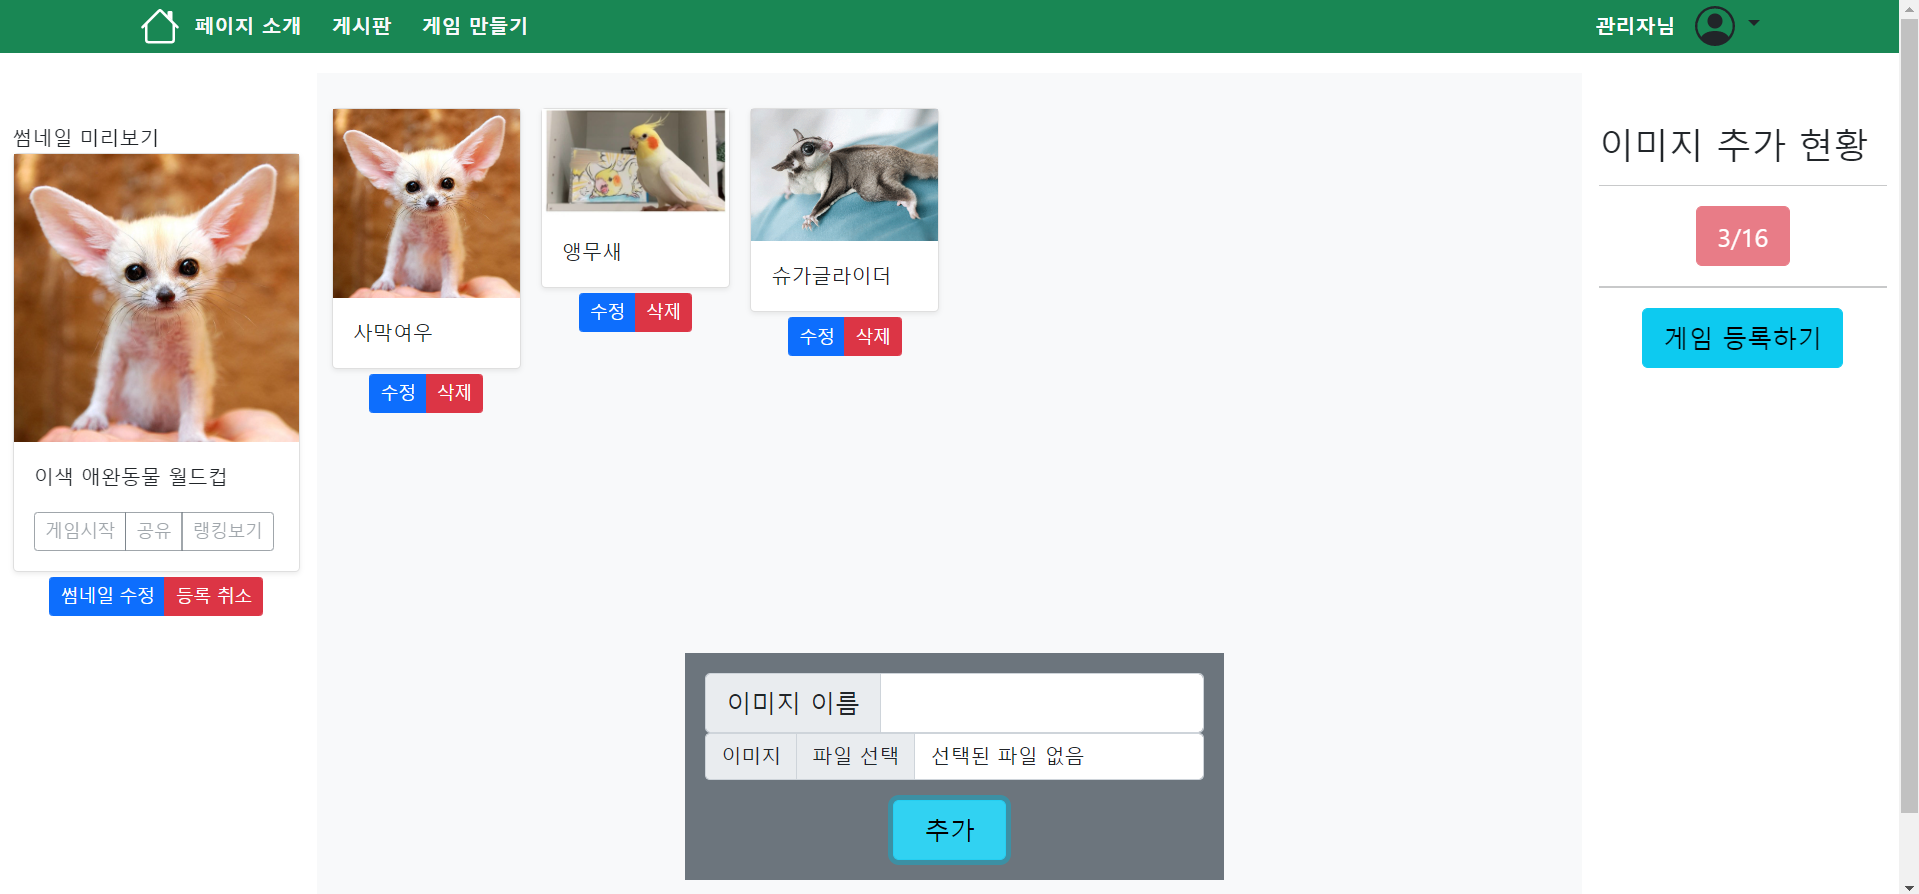 페이지 소개 게시판 게임 만들기 관리자님
썸네일 미리보기
이색 애완동물 월드컵
게임시작 공유 랭킹보기
썸네일 수정 등록 취소
사막여우
수정 삭제
앵무새
수정 삭제
슈가글라이더
수정 삭제
이미지 이름
이미지 파일 선택 선택된 파일 없음
추가
이미지 추가 현황
3/16
게임 등록하기